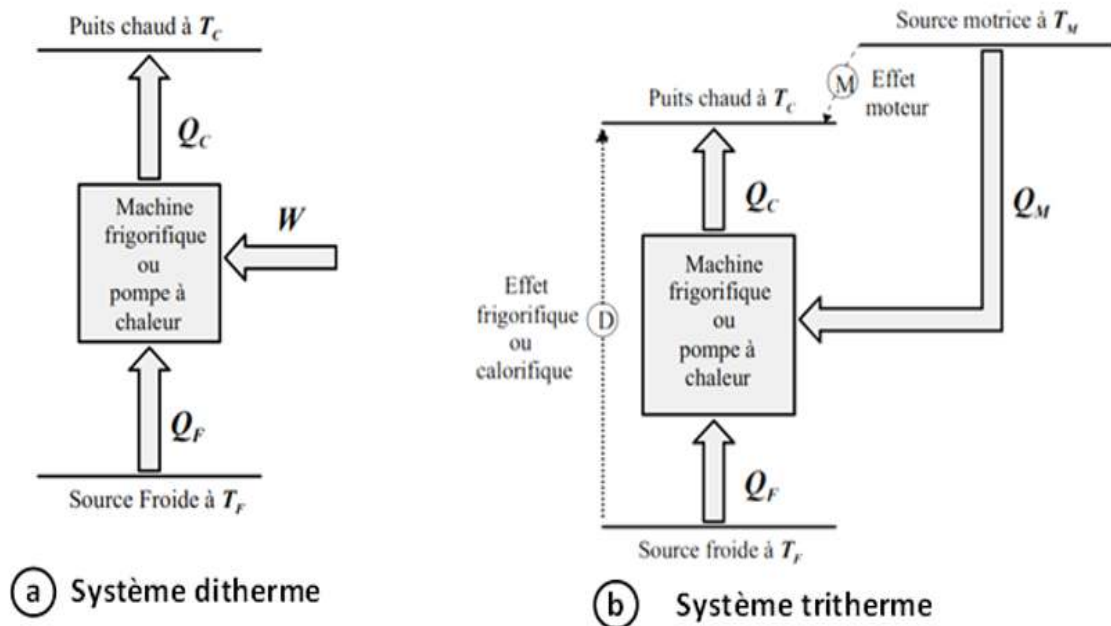 Puits chaud à T_C
Q_C
Machine
frigorifique
ou
pompe à
chaleur
W
Q_F
Source Froide à T_F
a Système ditherme
Source motrice à T_M
M Effet
moteur
Puits chaud à T_C
Q_C
Q_M
Effet
frigorifique
ou
calorifique
D
Machine
frigorifique
ou
pompe à
chaleur
Q_F
Source froide à T_F
b Système tritherme